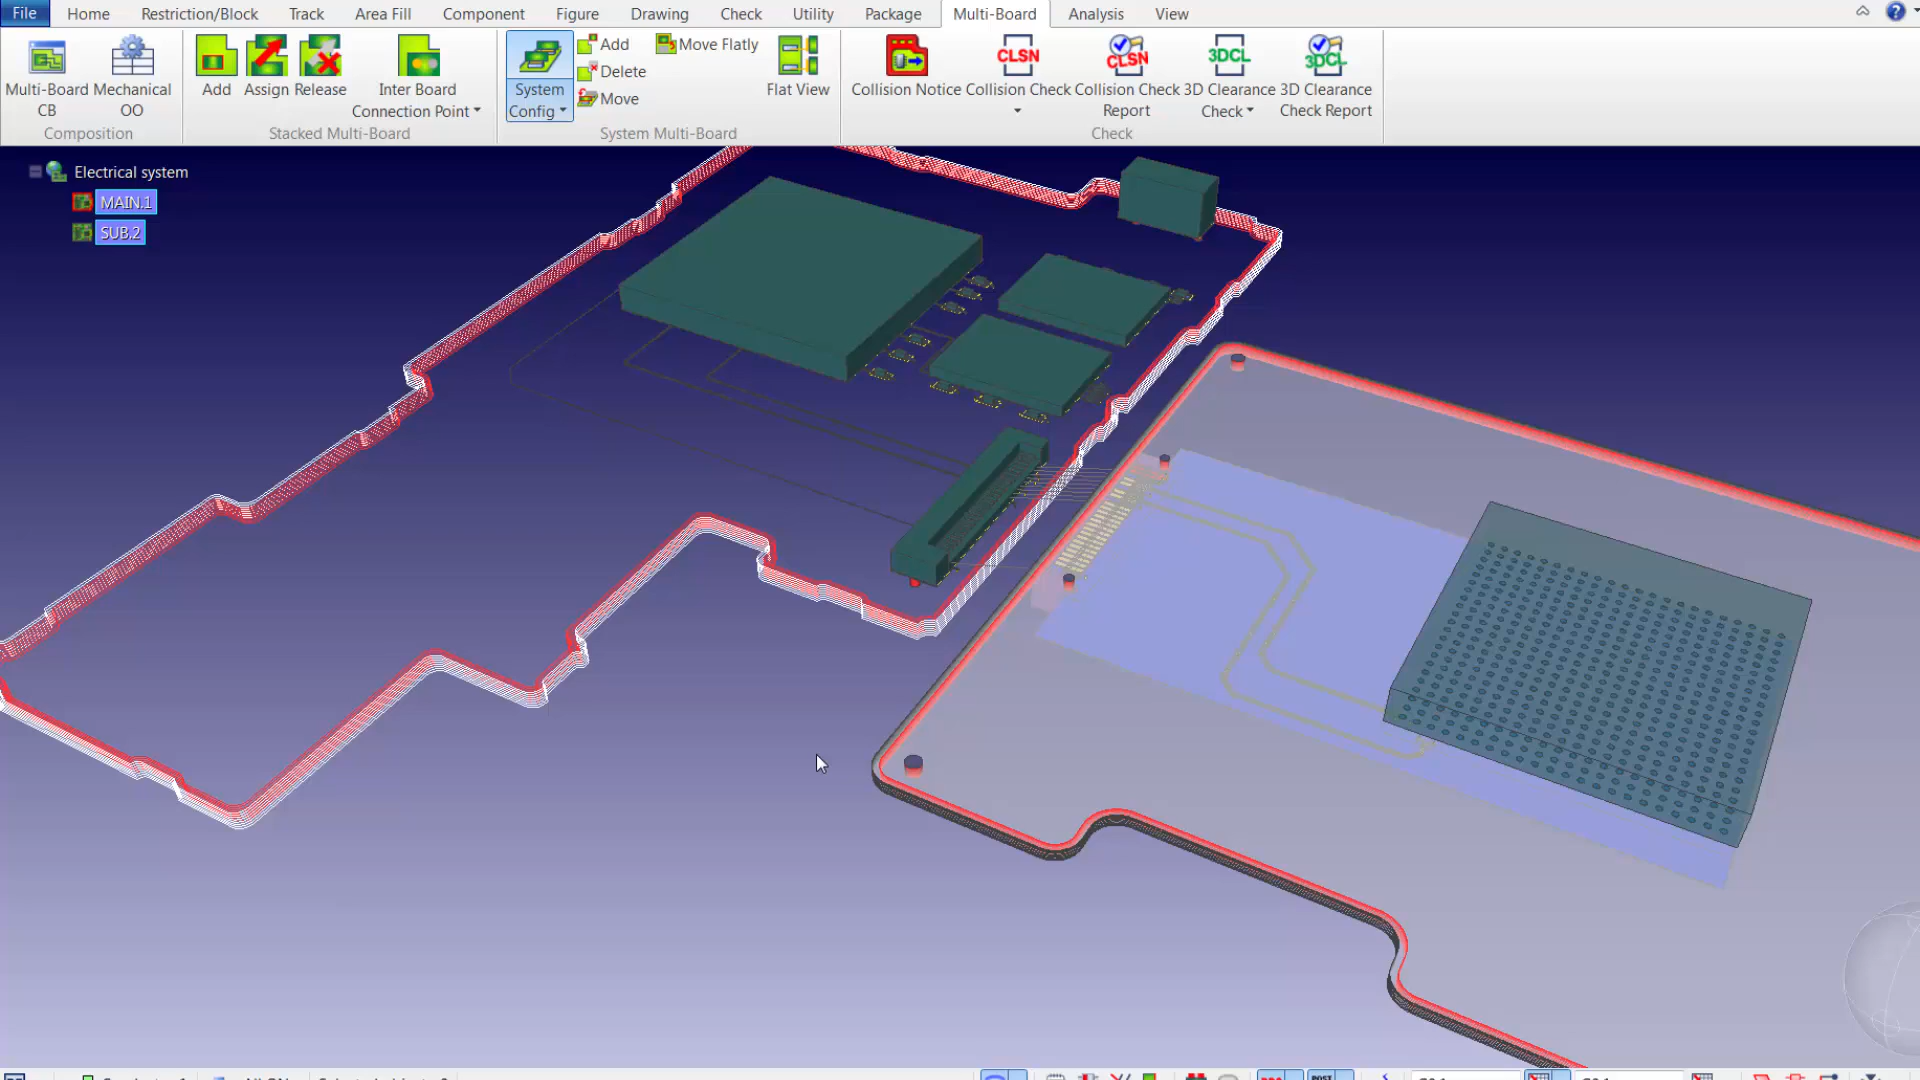 File Home Restriction/Block Track Area Fill Component Figure Drawing Check Utility Package Multi-Board Analysis View
Multi-Board CB
Mechanical OO
Composition
Add
Assign
Release
Inter Board Connection Point
Stacked Multi-Board
System Config
Add
Delete
Move
Move Flatly
Flat View
System Multi-Board
Collision Notice
CLSN
Collision Check
CLSN
Collision Check Report
3DCL
3D Clearance Check
3DCL
3D Clearance Check Report
Check
Electrical system
MAIN.1
SUB.2